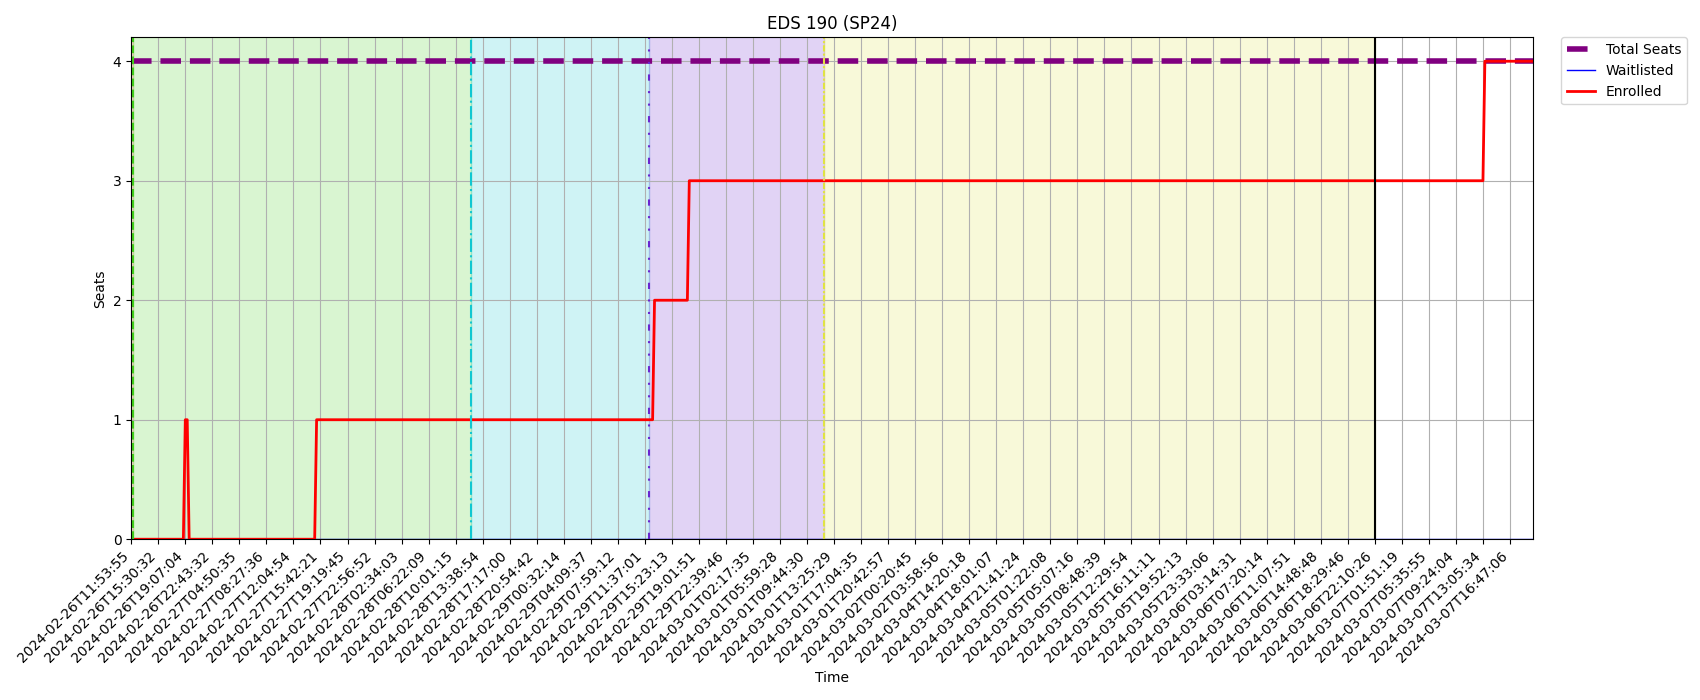 EDS 190 (SP24)
Total Seats
Waitlisted
Enrolled
Seats
4
3
2
1
0
2024-02-26T11:53:55
2024-02-26T15:30:32
2024-02-26T19:07:04
2024-02-26T22:43:32
2024-02-27T04:50:35
2024-02-27T08:27:36
2024-02-27T12:04:54
2024-02-27T15:42:21
2024-02-27T19:19:45
2024-02-27T22:56:52
2024-02-28T02:34:03
2024-02-28T06:22:09
2024-02-28T10:01:15
2024-02-28T13:38:54
2024-02-28T17:17:00
2024-02-28T20:54:42
2024-02-29T00:32:14
2024-02-29T04:09:37
2024-02-29T07:59:12
2024-02-29T11:37:01
2024-02-29T15:23:13
2024-02-29T19:01:51
2024-02-29T22:39:46
2024-03-01T02:17:35
2024-03-01T05:59:28
2024-03-01T09:44:30
2024-03-01T13:25:29
2024-03-01T17:04:35
2024-03-01T20:42:57
2024-03-02T00:20:45
2024-03-02T03:58:56
2024-03-04T14:20:18
2024-03-04T18:01:07
2024-03-04T21:41:24
2024-03-05T01:22:08
2024-03-05T05:07:16
2024-03-05T08:48:39
2024-03-05T12:29:54
2024-03-05T16:11:11
2024-03-05T19:52:13
2024-03-05T23:33:06
2024-03-06T03:14:31
2024-03-06T07:20:14
2024-03-06T11:07:51
2024-03-06T14:48:48
2024-03-06T18:29:46
2024-03-06T22:10:26
2024-03-07T01:51:19
2024-03-07T05:35:55
2024-03-07T09:24:04
2024-03-07T13:05:34
2024-03-07T16:47:06
Time